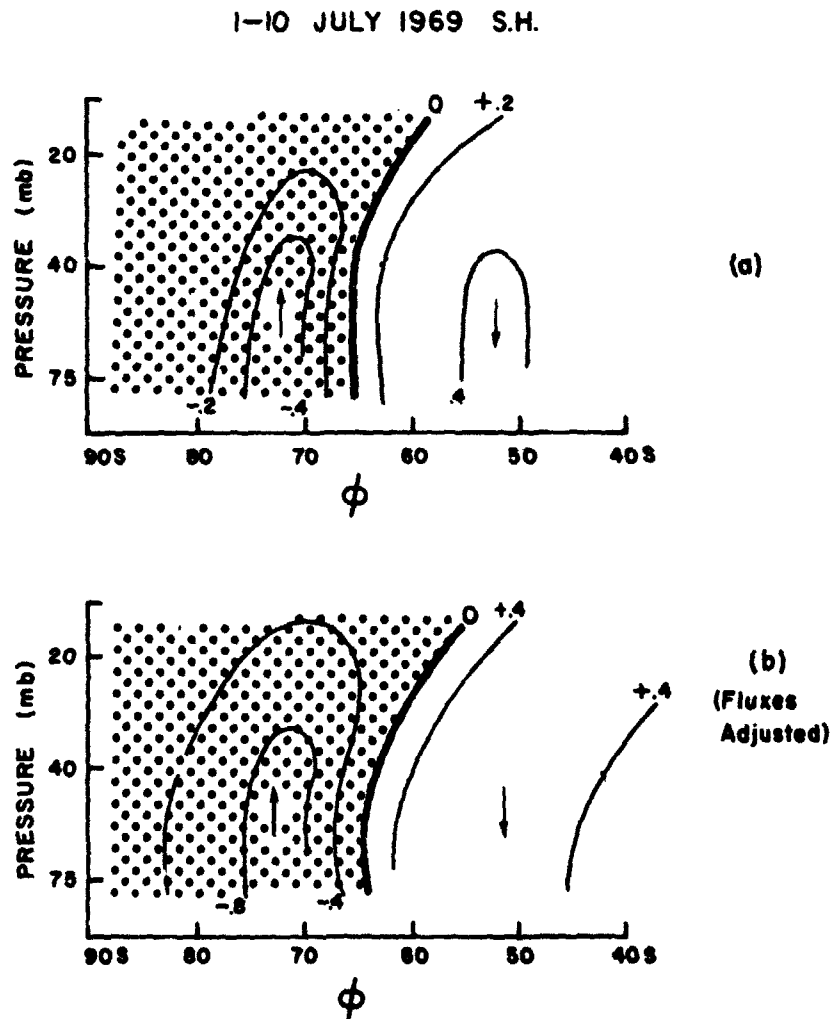 1-10 JULY 1969 S.H.
0 +.2
20
40
75
PRESSURE (mb)
-.2 -.4 .4
90S 80 70 60 50 40S
ϕ
(a)
0 +.4
+.4
20
40
75
PRESSURE (mb)
-.8 -.4
90S 80 70 60 50 40S
ϕ
(b)
(Fluxes
Adjusted)